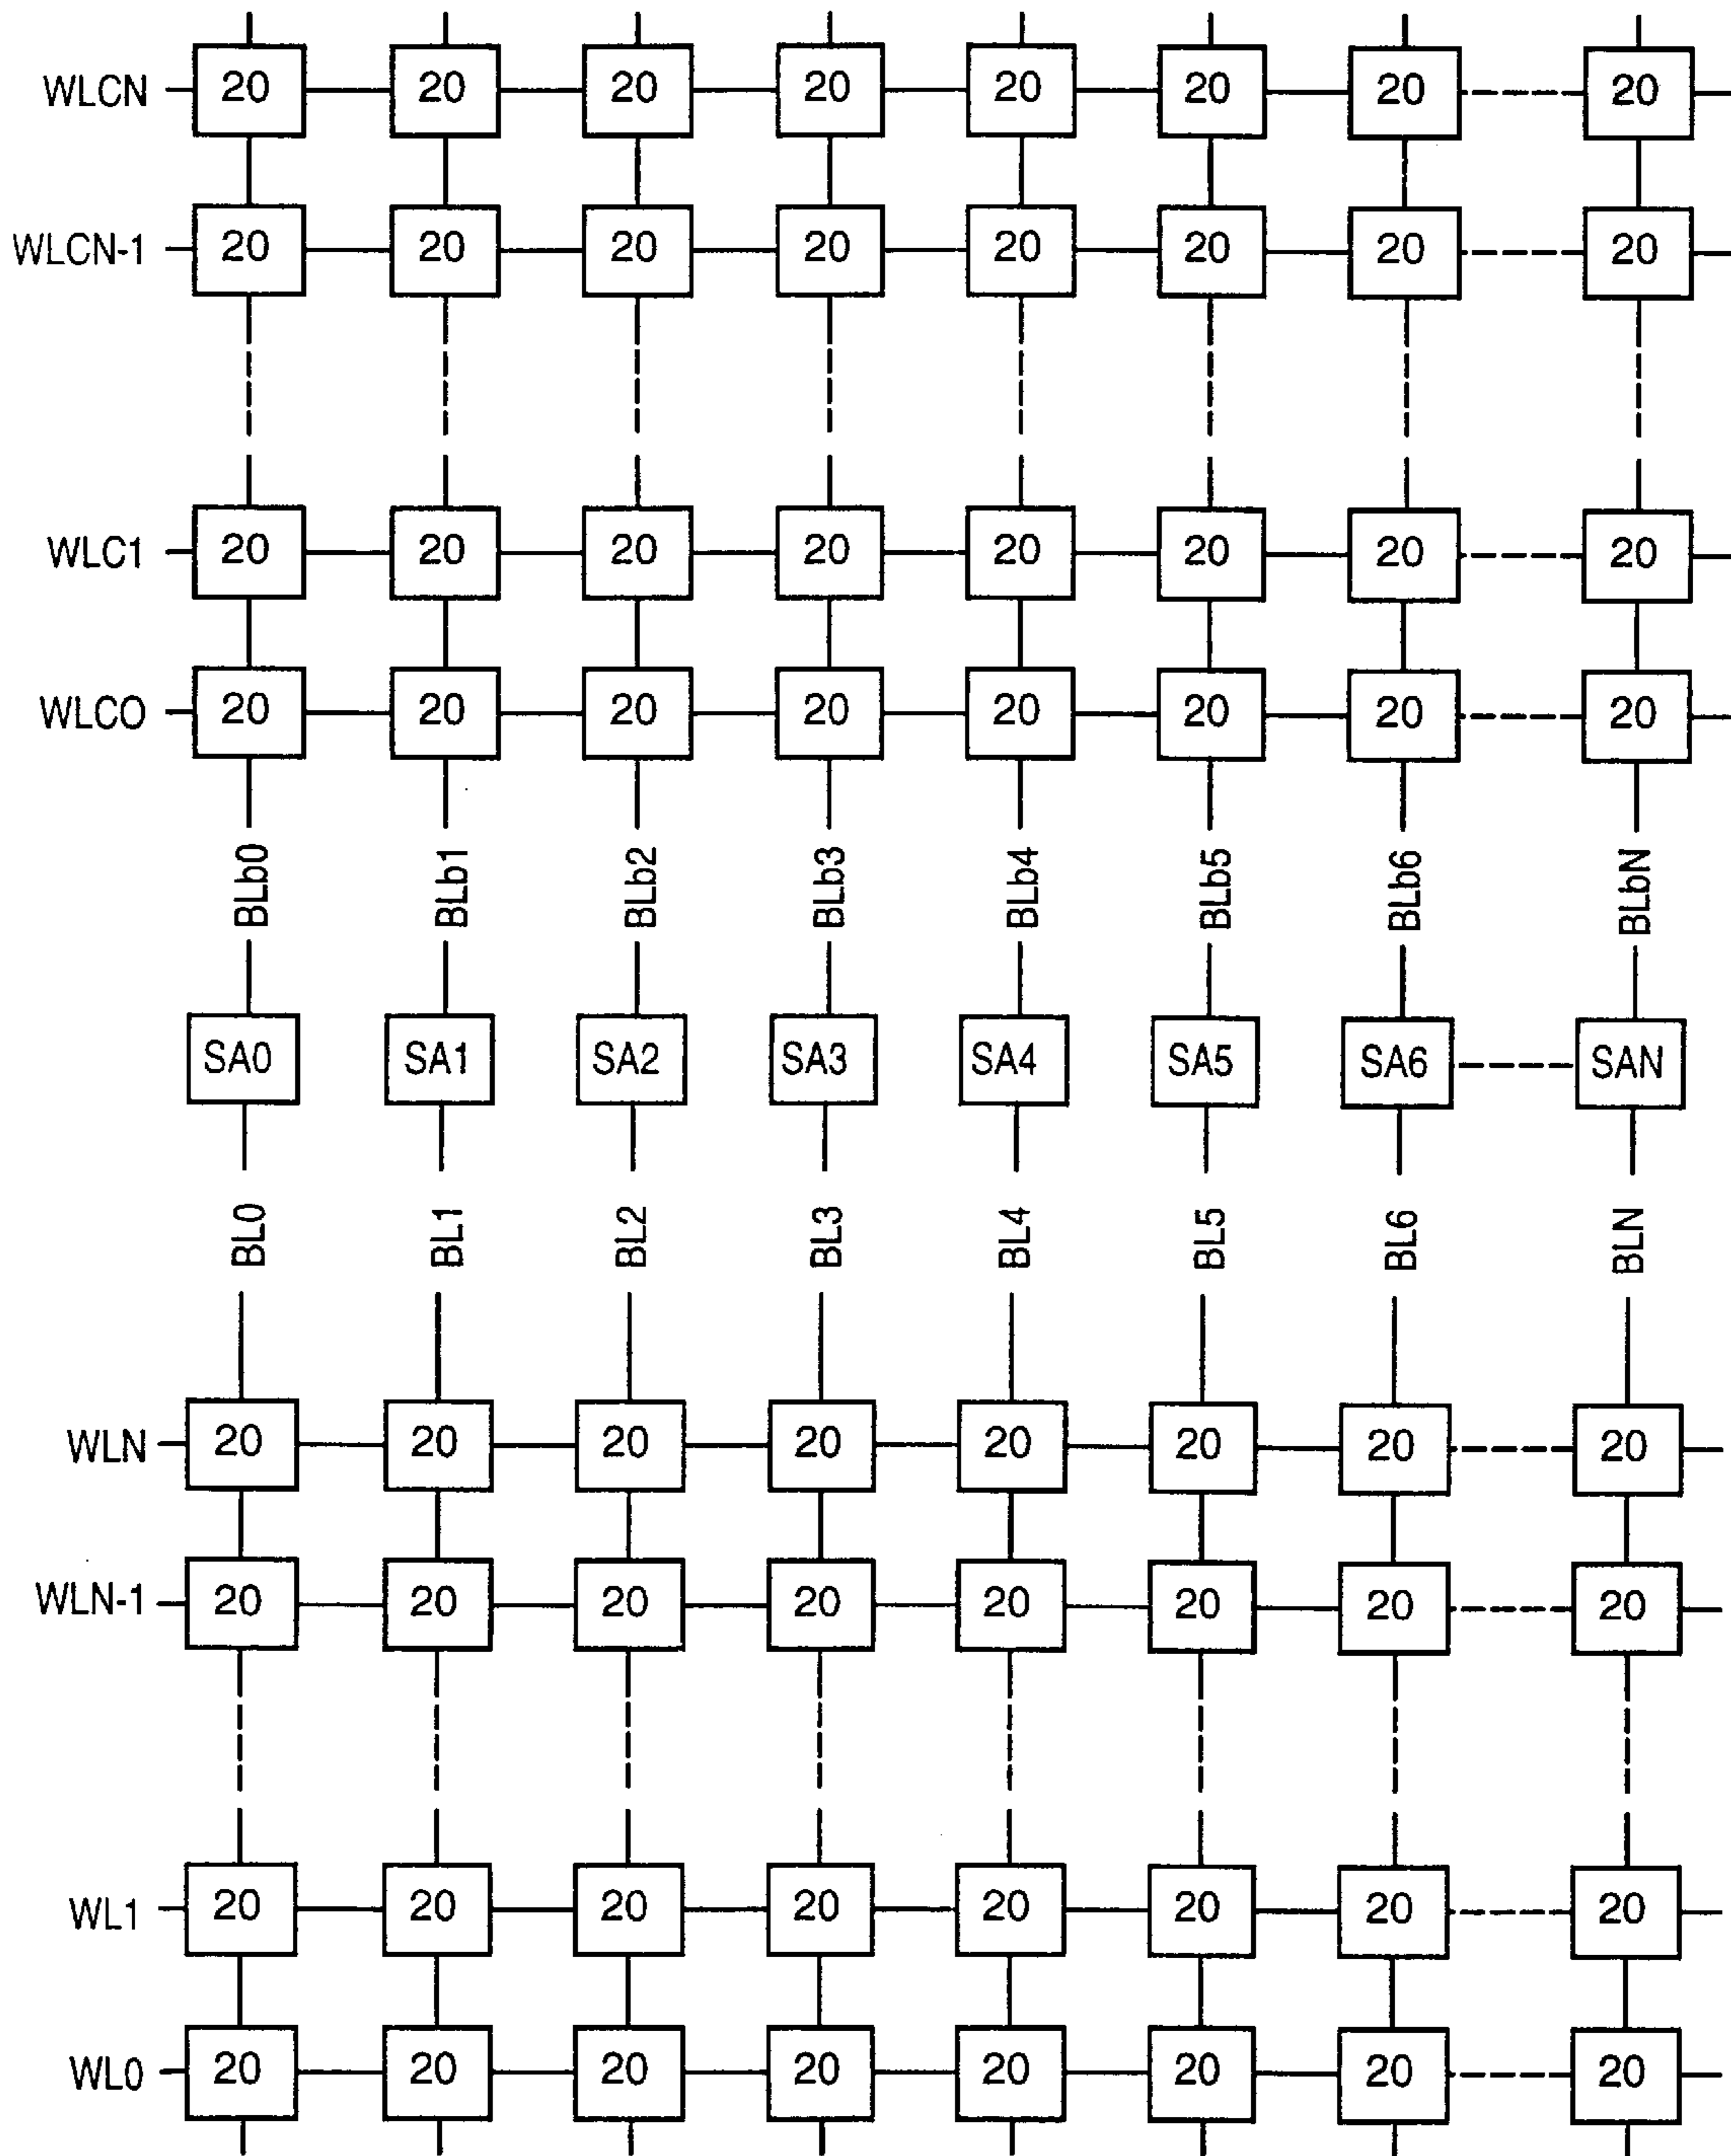 WLCN 20 20 20 20 20 20 20 20
WLCN-1 20 20 20 20 20 20 20 20
WLC1 20 20 20 20 20 20 20 20
WLCO 20 20 20 20 20 20 20 20
BLb0 BLb1 BLb2 BLb3 BLb4 BLb5 BLb6 BLbN
SA0 SA1 SA2 SA3 SA4 SA5 SA6 SAN
BL0 BL1 BL2 BL3 BL4 BL5 BL6 BLN
WLN 20 20 20 20 20 20 20 20
WLN-1 20 20 20 20 20 20 20 20
WL1 20 20 20 20 20 20 20 20
WL0 20 20 20 20 20 20 20 20